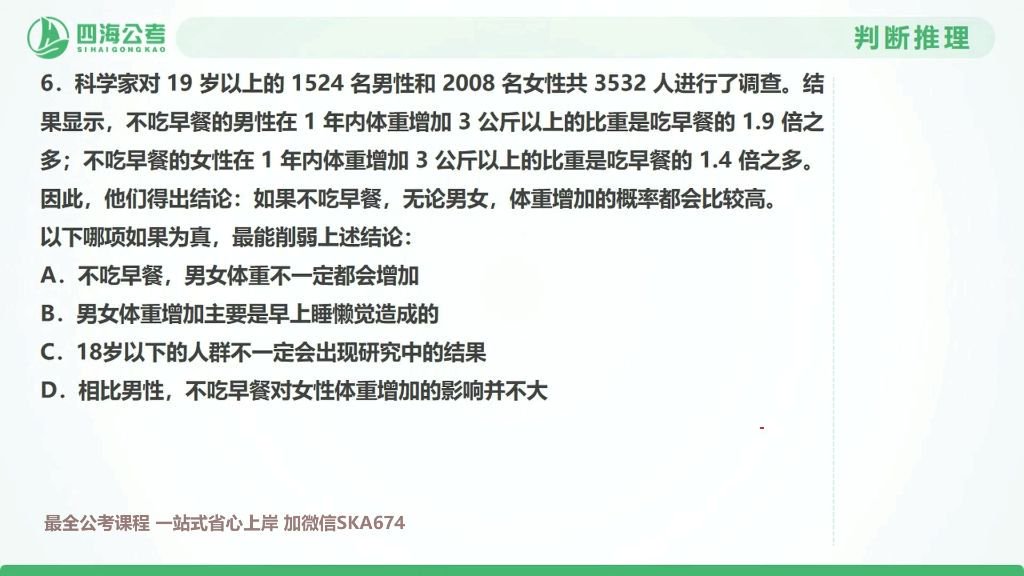 四海公考
SIHAIGONGKAO
判断推理
6．科学家对 19 岁以上的 1524 名男性和 2008 名女性共 3532 人进行了调查。结
果显示，不吃早餐的男性在 1 年内体重增加 3 公斤以上的比重是吃早餐的 1.9 倍之
多；不吃早餐的女性在 1 年内体重增加 3 公斤以上的比重是吃早餐的 1.4 倍之多。
因此，他们得出结论：如果不吃早餐，无论男女，体重增加的概率都会比较高。
以下哪项如果为真，最能削弱上述结论：
A．不吃早餐，男女体重不一定都会增加
B．男女体重增加主要是早上睡懒觉造成的
C．18岁以下的人群不一定会出现研究中的结果
D．相比男性，不吃早餐对女性体重增加的影响并不大
最全公考课程 一站式省心上岸 加微信SKA674